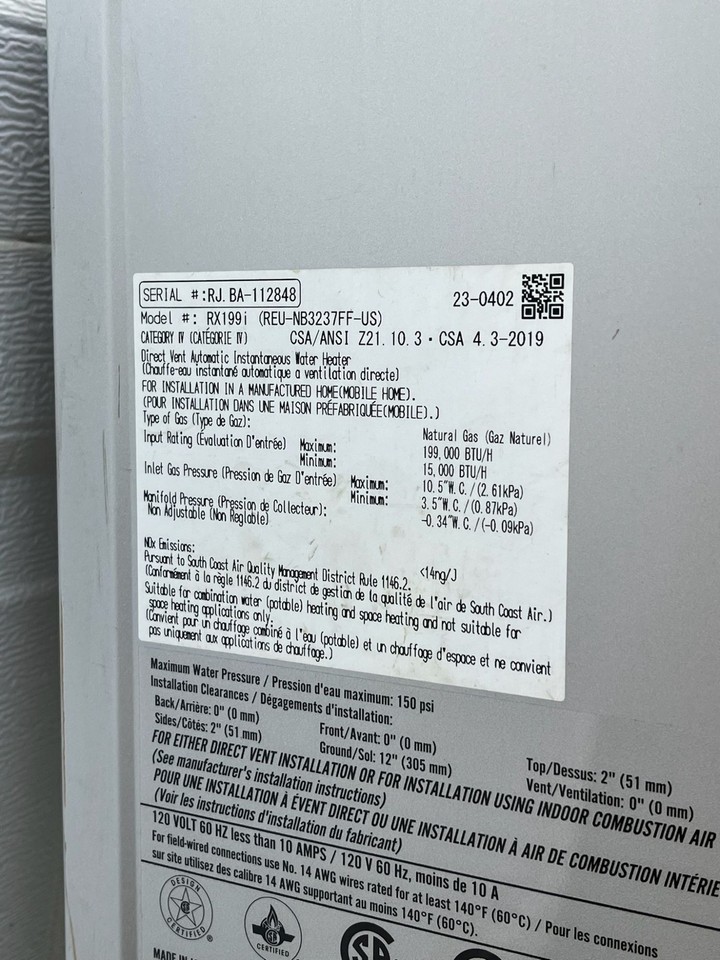 SERIAL #:RJ. BA-112848
23-0402
Model #: RX199i (REU-NB3237FF-US)
CATEGORY Ⅳ (CATÉGORIE Ⅳ) CSA/ANSI Z21. 10. 3・CSA 4. 3-2019
Direct Vent Automatic Instantaneous Water Heater
(Chauffe-eau instantané automatique a ventilation directe)
FOR INSTALLATION IN A MANUFACTURED HOME(MOBILE HOME).
(POUR INSTALLATION DANS UNE MAISON PRÉFABRIQUÉE(MOBILE).)
Type of Gas (Type de Gaz): Natural Gas (Gaz Naturel)
Input Rating (Évaluation D'entrée) Maximum: 199,000 BTU/H
Minimum: 15,000 BTU/H
Inlet Gas Pressure (Pression de Gaz D'entrée) Maximum: 10.5"W.C./(2.61kPa)
Minimum: 3.5"W.C./(0.87kPa)
Manifold Pressure (Pression de Collecteur): -0.34"W.C./(-0.09kPa)
Non Adjustable (Non Reglable)
NOx Emissions: <14ng/J
Pursuant to South Coast Air Quality Management District Rule 1146.2.
(Conformément à la règle 1146.2 du district de gestion de la qualité de l'air de South Coast Air.)
Suitable for combination water (potable) heating and space heating and not suitable for
space heating applications only.
(Convient pour un chauffage combiné à l'eau (potable) et un chauffage d'espace et ne convient
pas uniquement aux applications de chauffage.)
Maximum Water Pressure / Pression d'eau maximum: 150 psi
Installation Clearances / Dégagements d'installation:
Back/Arrière: 0" (0 mm) Front/Avant: 0" (0 mm) Top/Dessus: 2" (51 mm)
Sides/Côtés: 2" (51 mm) Ground/Sol: 12" (305 mm) Vent/Ventilation: 0" (0 mm)
FOR EITHER DIRECT VENT INSTALLATION OR FOR INSTALLATION USING INDOOR COMBUSTION AIR
(See manufacturer's installation instructions)
POUR UNE INSTALLATION À ÉVENT DIRECT OU UNE INSTALLATION À AIR DE COMBUSTION INTÉRIE
(Voir les instructions d'installation du fabricant)
120 VOLT 60 HZ less than 10 AMPS / 120 V 60 Hz, moins de 10 A
For field-wired connections use No. 14 AWG wires rated for at least 140°F (60°C) / Pour les connexions
sur site utilisez des calibre 14 AWG supportant au moins 140°F (60°C).
DESIGN CERTIFIED
CERTIFIED
MADE IN